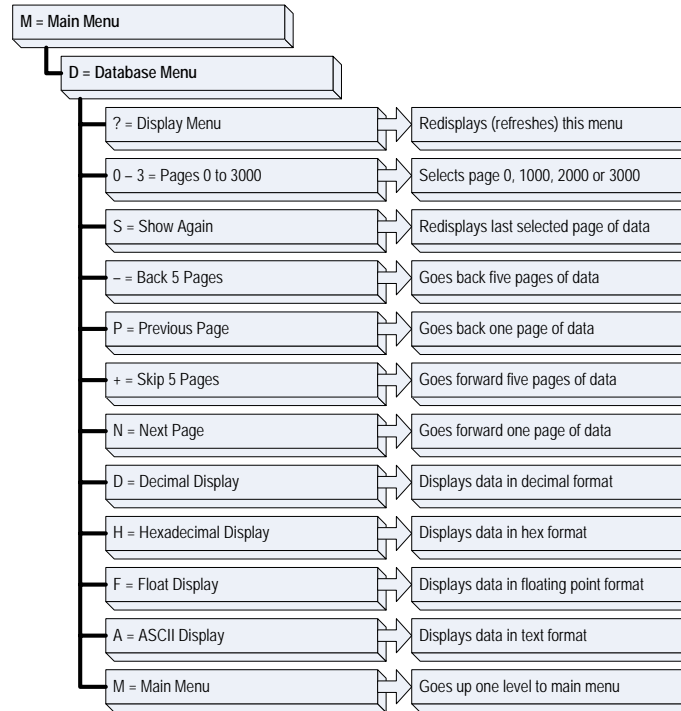 M = Main Menu
D = Database Menu
? = Display Menu
Redisplays (refreshes) this menu
0 – 3 = Pages 0 to 3000
Selects page 0, 1000, 2000 or 3000
S = Show Again
Redisplays last selected page of data
– = Back 5 Pages
Goes back five pages of data
P = Previous Page
Goes back one page of data
+ = Skip 5 Pages
Goes forward five pages of data
N = Next Page
Goes forward one page of data
D = Decimal Display
Displays data in decimal format
H = Hexadecimal Display
Displays data in hex format
F = Float Display
Displays data in floating point format
A = ASCII Display
Displays data in text format
M = Main Menu
Goes up one level to main menu